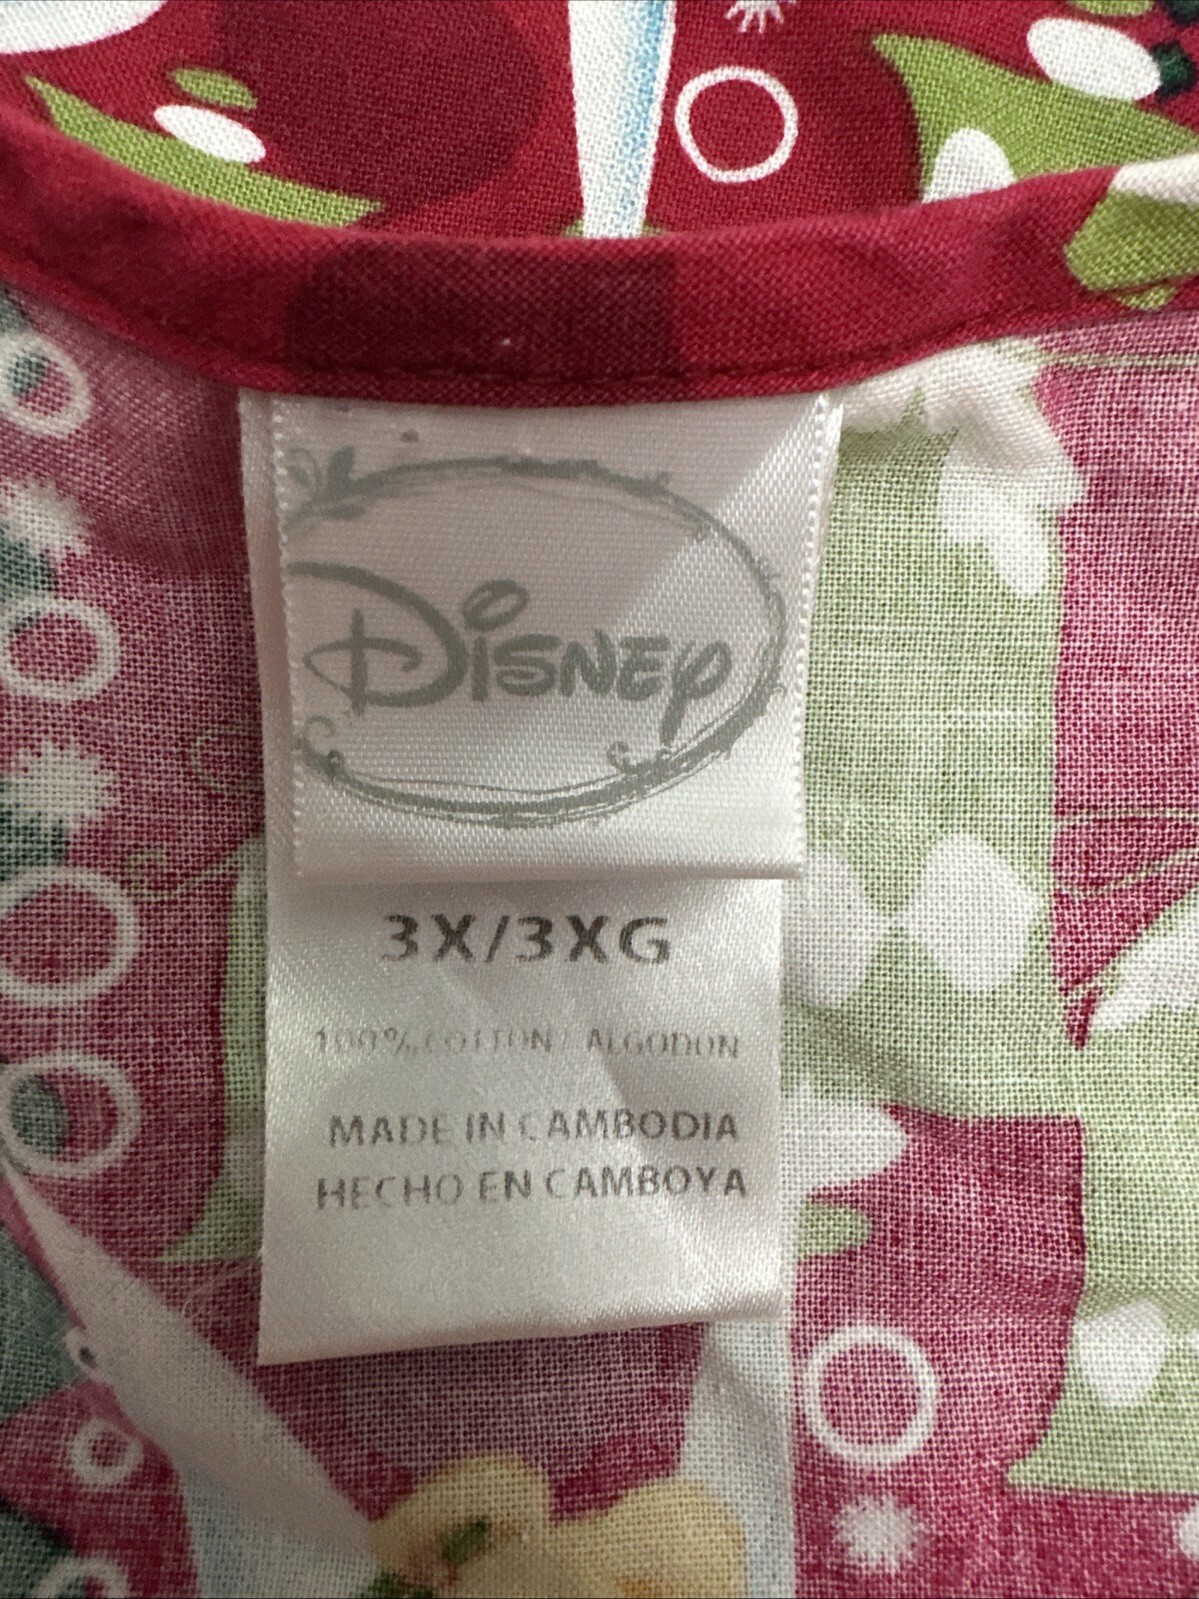 Disney
3X/3XG
100% COTTON/ ALGODON
MADE IN CAMBODIA
HECHO EN CAMBOYA